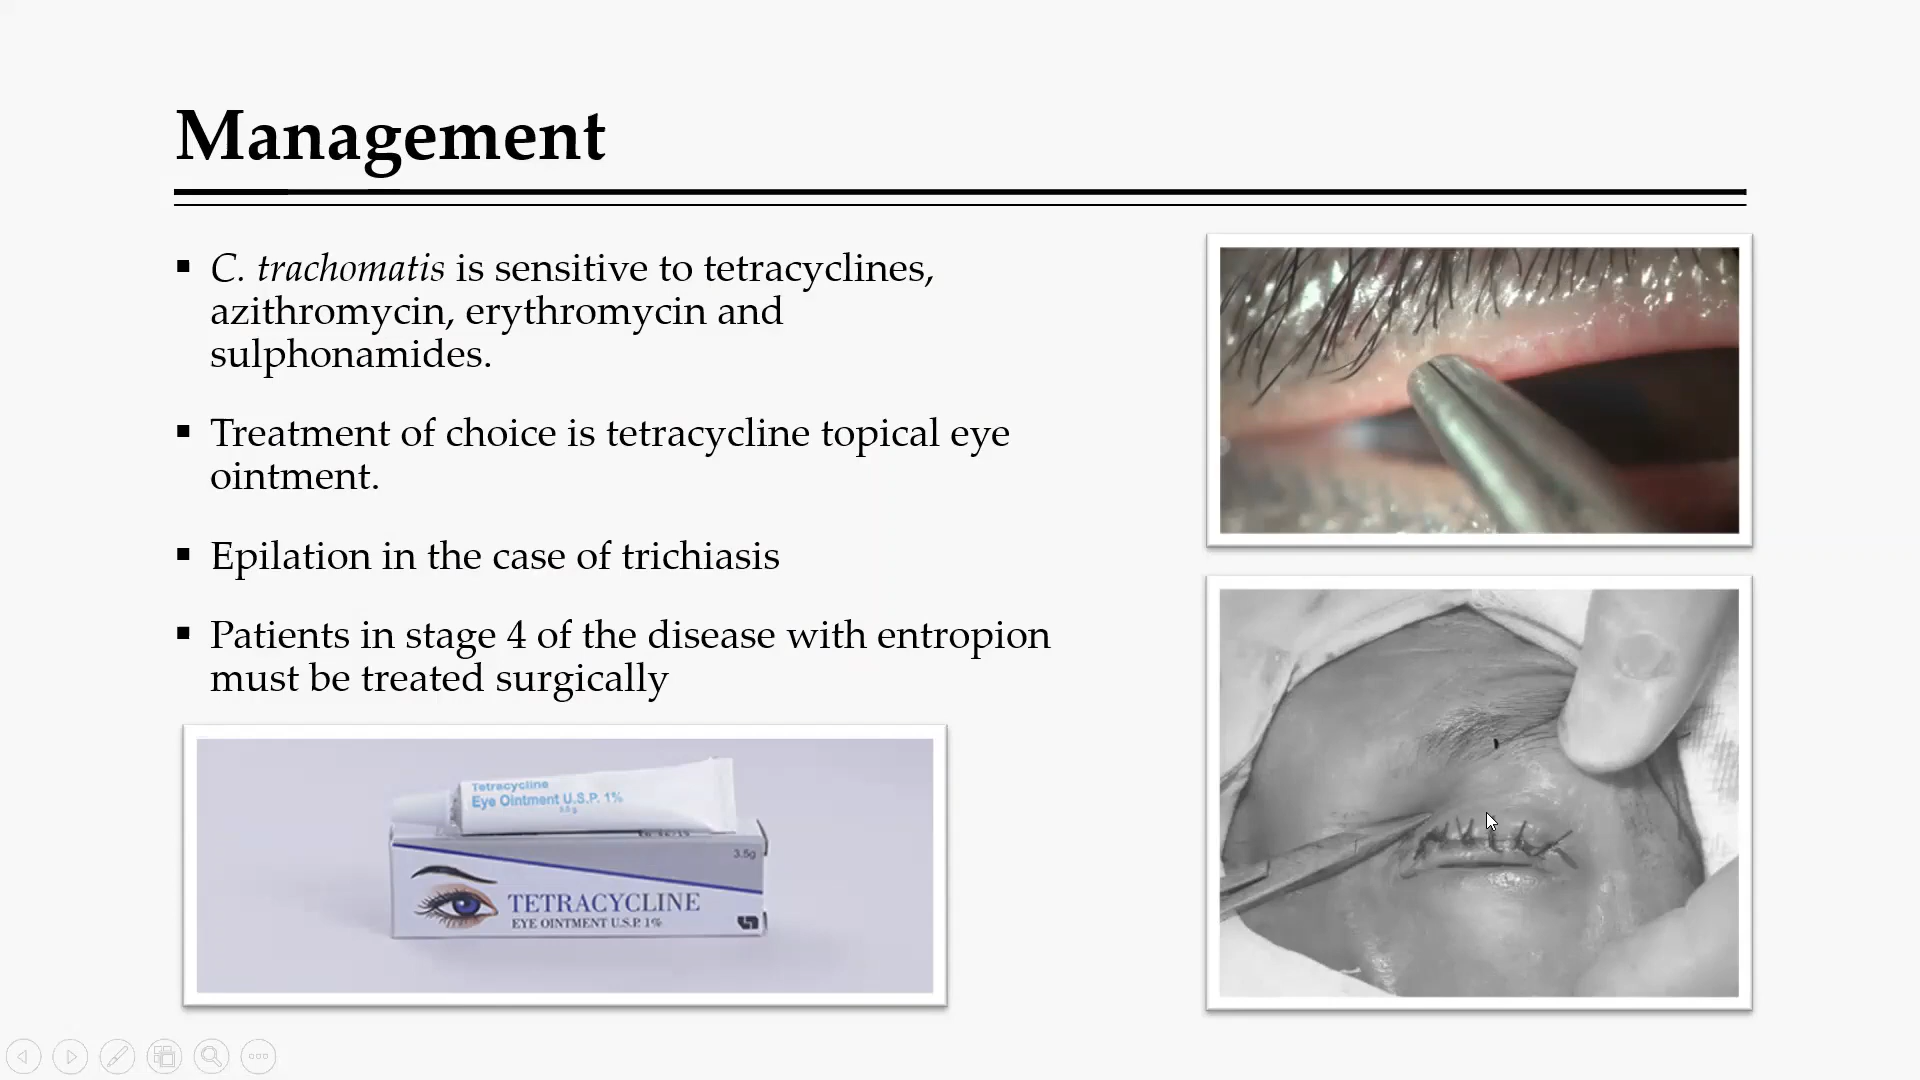 Management
▪ C. trachomatis is sensitive to tetracyclines,
azithromycin, erythromycin and
sulphonamides.
▪ Treatment of choice is tetracycline topical eye
ointment.
▪ Epilation in the case of trichiasis
▪ Patients in stage 4 of the disease with entropion
must be treated surgically
Tetracycline
Eye Ointment U.S.P. 1%
3.5g
3.5g
TETRACYCLINE
EYE OINTMENT U.S.P. 1%